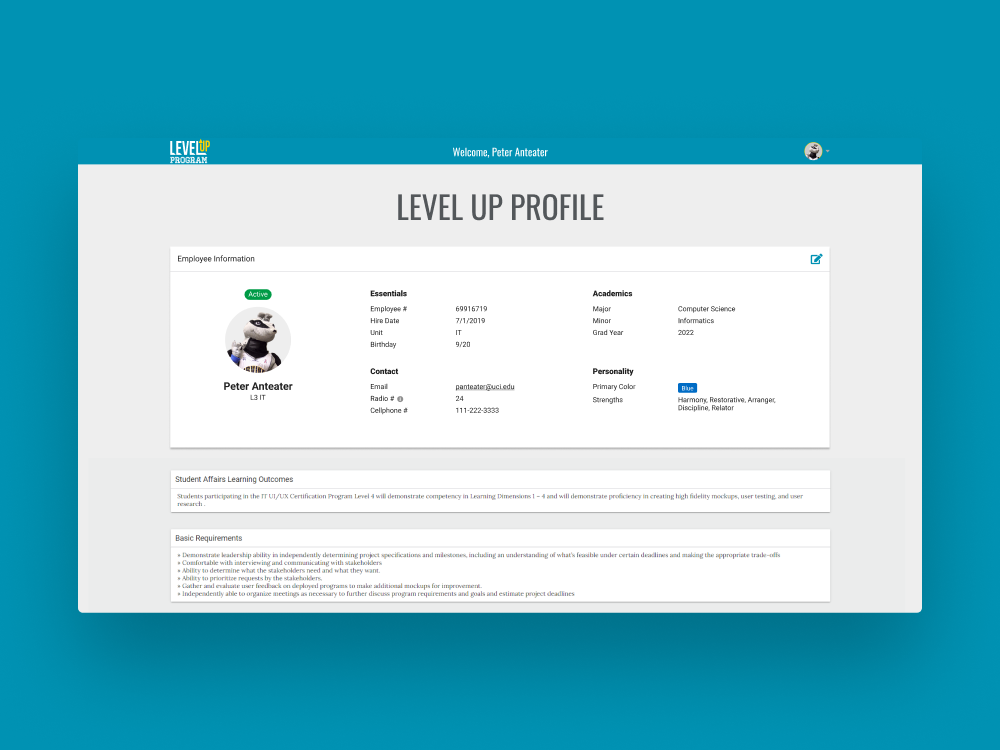 LEVEL UP
PROGRAM
Welcome, Peter Anteater
LEVEL UP PROFILE
Employee Information
Active
Peter Anteater
L3 IT
Essentials
Employee # 69916719
Hire Date 7/1/2019
Unit IT
Birthday 9/20
Contact
Email panteater@uci.edu
Radio # 24
Cellphone # 111-222-3333
Academics
Major Computer Science
Minor Informatics
Grad Year 2022
Personality
Primary Color Blue
Strengths Harmony, Restorative, Arranger,
Discipline, Relator
Student Affairs Learning Outcomes
Students participating in the IT UI/UX Certification Program Level 4 will demonstrate competency in Learning Dimensions 1 – 4 and will demonstrate proficiency in creating high fidelity mockups, user testing, and user
research .
Basic Requirements
» Demonstrate leadership ability in independently determining project specifications and milestones, including an understanding of what's feasible under certain deadlines and making the appropriate trade-offs
» Comfortable with interviewing and communicating with stakeholders
» Ability to determine what the stakeholders need and what they want.
» Ability to prioritize requests by the stakeholders.
» Gather and evaluate user feedback on deployed programs to make additional mockups for improvement.
» Independently able to organize meetings as necessary to further discuss program requirements and goals and estimate project deadlines